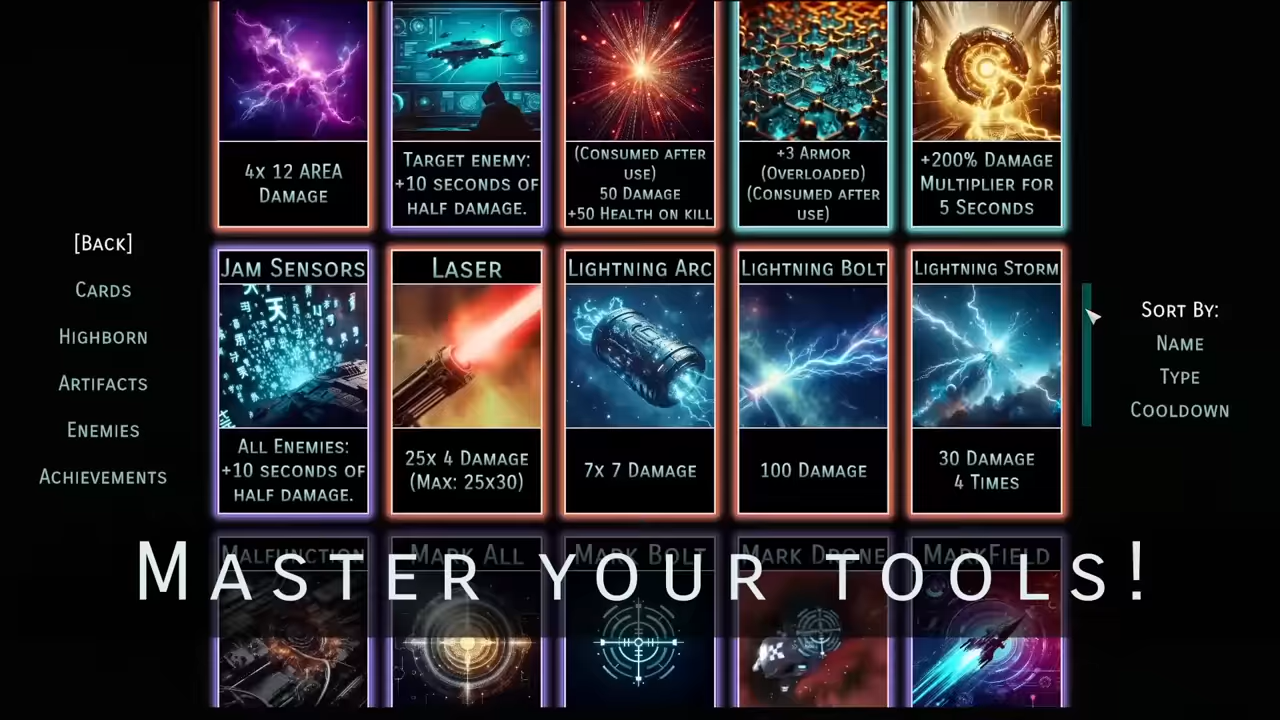 4x 12 AREA
DAMAGE
TARGET ENEMY:
+10 SECONDS OF
HALF DAMAGE.
(CONSUMED AFTER
USE)
50 DAMAGE
+50 HEALTH ON KILL
+3 ARMOR
(OVERLOADED)
(CONSUMED AFTER
USE)
+200% DAMAGE
MULTIPLIER FOR
5 SECONDS
[BACK]
CARDS
HIGHBORN
ARTIFACTS
ENEMIES
ACHIEVEMENTS
JAM SENSORS
ALL ENEMIES:
+10 SECONDS OF
HALF DAMAGE.
LASER
25x 4 DAMAGE
(MAX: 25x30)
LIGHTNING ARC
7x 7 DAMAGE
LIGHTNING BOLT
100 DAMAGE
LIGHTNING STORM
30 DAMAGE
4 TIMES
SORT BY:
NAME
TYPE
COOLDOWN
MALFUNCTION
MARK ALL
MARK BOLT
MARK DRONE
MARKFIELD
MASTER YOUR TOOLS!